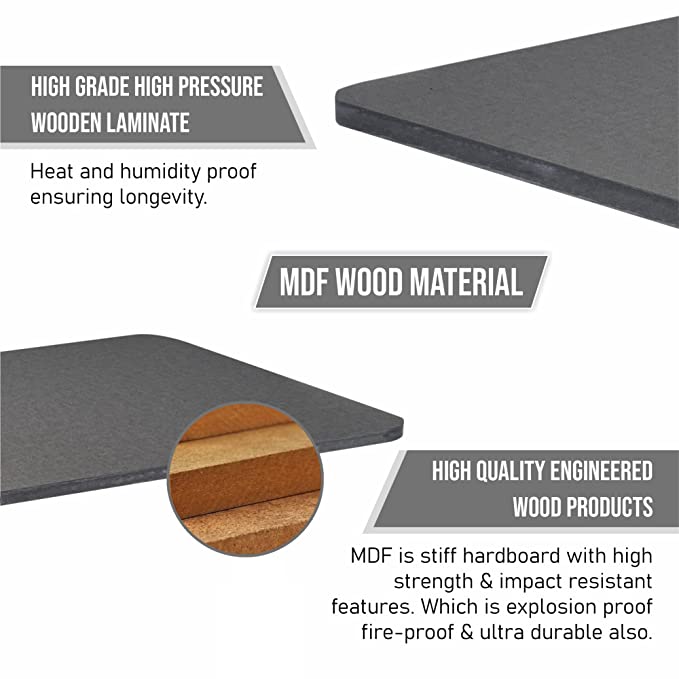 HIGH GRADE HIGH PRESSURE
WOODEN LAMINATE
Heat and humidity proof
ensuring longevity.
MDF WOOD MATERIAL
HIGH QUALITY ENGINEERED
WOOD PRODUCTS
MDF is stiff hardboard with high
strength & impact resistant
features. Which is explosion proof
fire-proof & ultra durable also.